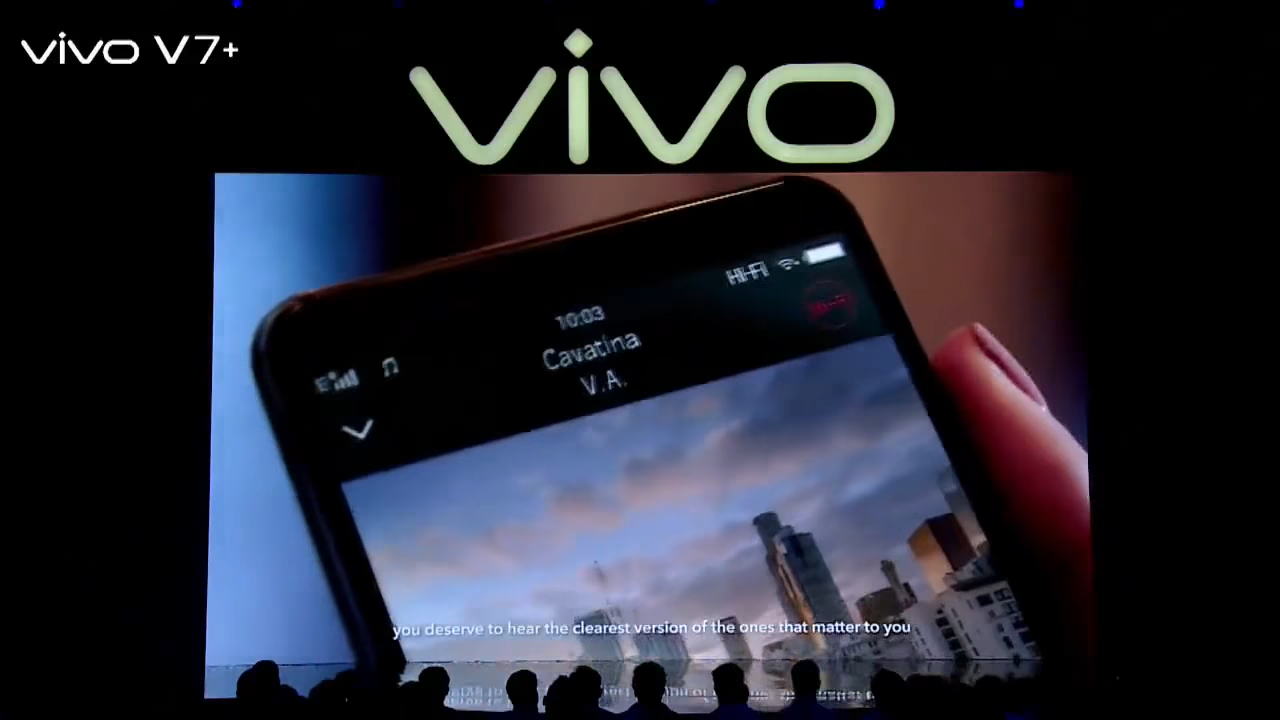 vivo V7+
vivo
HI-FI
10:03
Cavatina
V.A.
you deserve to hear the clearest version of the ones that matter to you